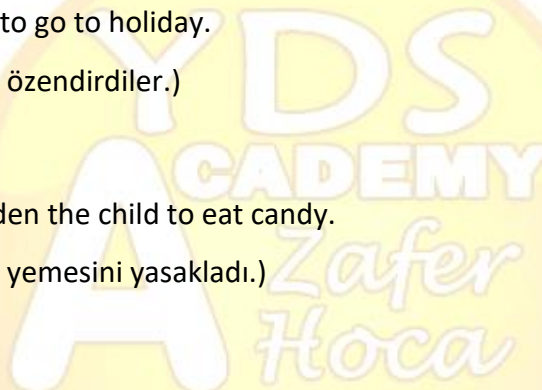 to go to holiday.
özendirdiler.)
den the child to eat candy.
yemesini yasakladı.)
YDS
ACADEMY
Zafer
Hoca